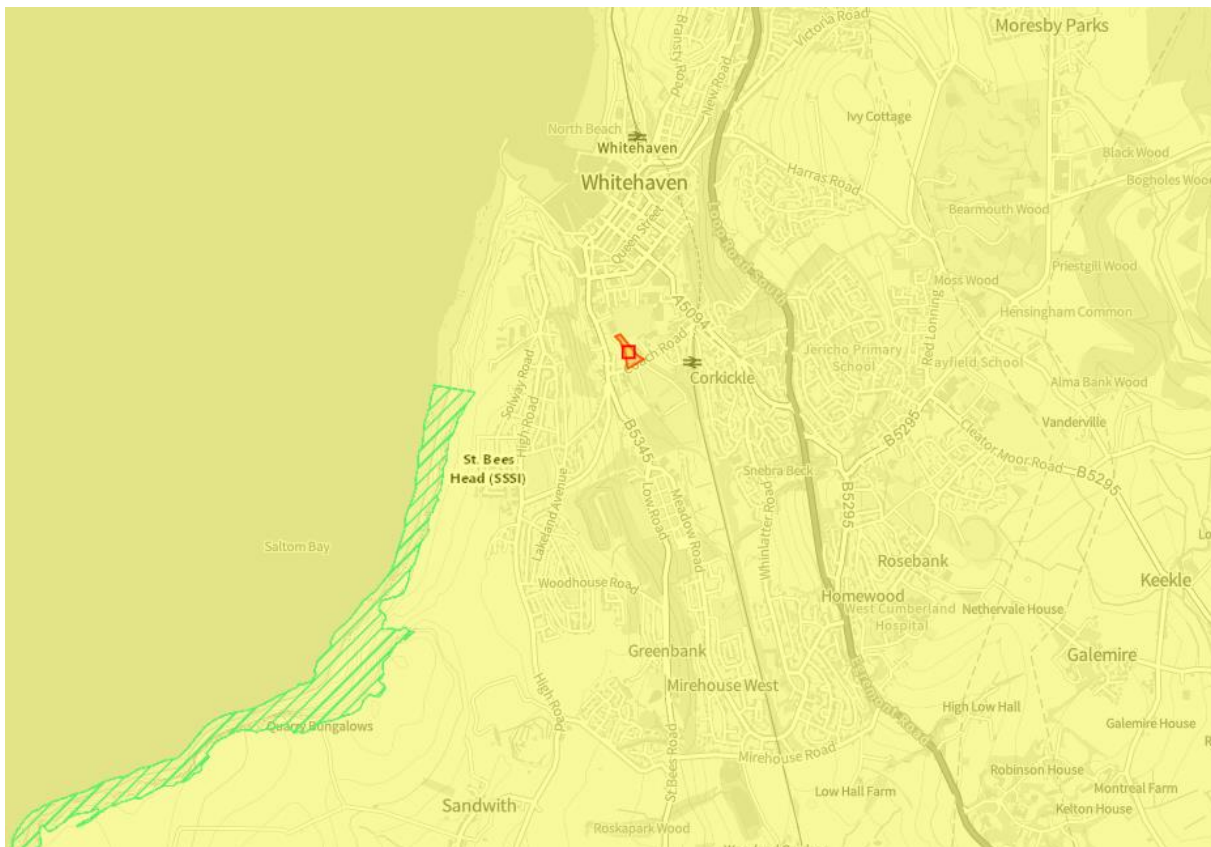 Moresby Parks
Victoria Road
Bransty Road
New Road
Ivy Cottage
North Beach
Whitehaven
Whitehaven
Harras Road
Black Wood
Bogholes Wood
Bearmouth Wood
Queen Street
Loop Road South
Priestgill Wood
Moss Wood
Hensingham Common
A5094
Red Lonning
Coach Road
Jericho Primary
School
Mayfield School
Corkickle
Solway Road
High Road
Alma Bank Wood
Vanderville
B5345
B5295
Cleator Moor Road
B5295
St. Bees
Head (SSSI)
Snebra Beck
Lakeland Avenue
Low Road
Meadow Road
Whinlatter Road
B5295
Saltom Bay
Rosebank
Keekle
Woodhouse Road
Homewood
Nethervale House
West Cumberland
Hospital
Greenbank
Galemire
Mirehouse West
Egremont Road
High Road
High Low Hall
Quarry Bungalows
Galemire House
St Bees Road
Mirehouse Road
Robinson House
Low Hall Farm
Montreal Farm
Sandwith
Kelton House
Roskapark Wood